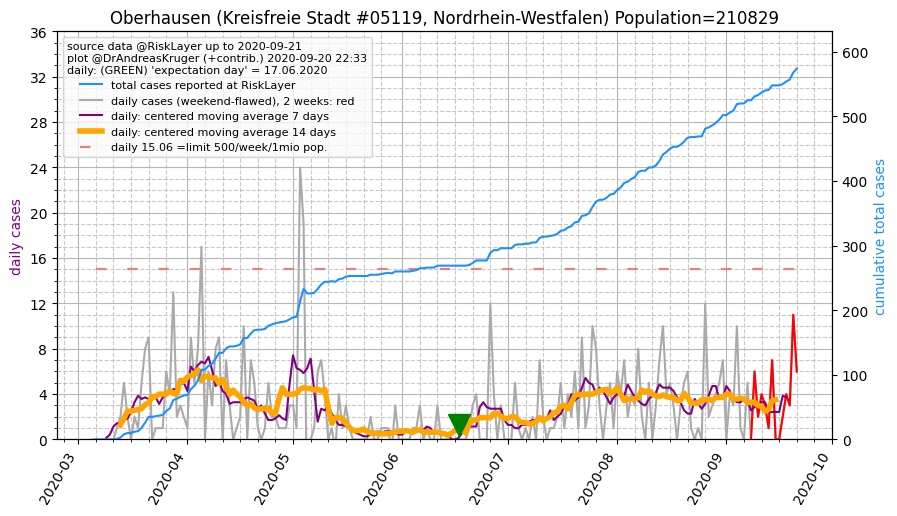 Oberhausen (Kreisfreie Stadt #05119, Nordrhein-Westfalen) Population=210829
source data @RiskLayer up to 2020-09-21
plot @DrAndreasKruger (+contrib.) 2020-09-20 22:33
daily: (GREEN) 'expectation day' = 17.06.2020
total cases reported at RiskLayer
daily cases (weekend-flawed), 2 weeks: red
daily: centered moving average 7 days
daily: centered moving average 14 days
daily 15.06 =limit 500/week/1mio pop.
daily cases
36
32
28
24
20
16
12
8
4
0
cumulative total cases
600
500
400
300
200
100
0
2020-03
2020-04
2020-05
2020-06
2020-07
2020-08
2020-09
2020-10